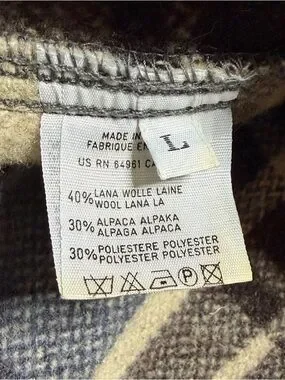 MADE IN
FABRIQUE EN
L
US RN 64961 CA
40% LANA WOLLE LAINE
WOOL LANA LA
30% ALPACA ALPAKA
ALPAGA ALPACA
30% POLIESTERE POLYESTER
POLYESTER POLYESTER
P